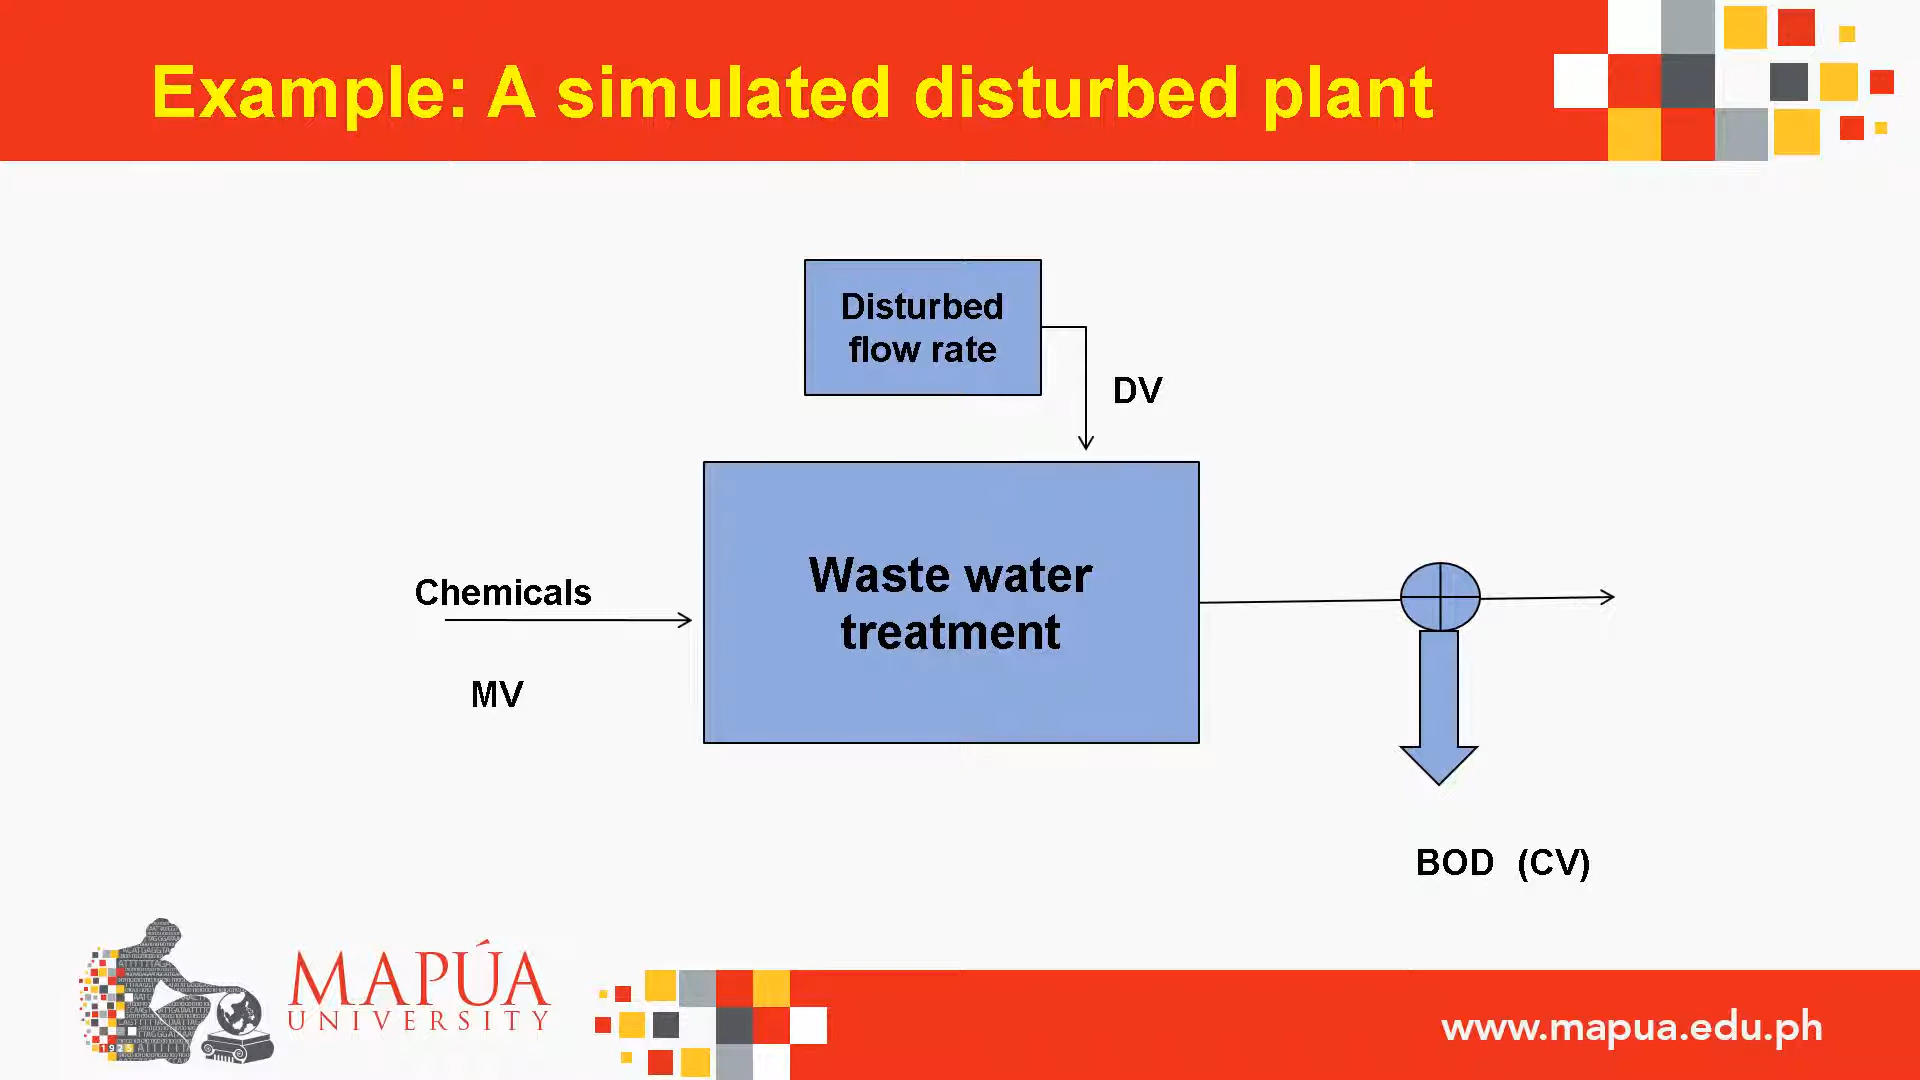 Example: A simulated disturbed plant
Disturbed
flow rate
DV
Waste water
treatment
Chemicals
MV
BOD (CV)
MAPÚA
UNIVERSITY
1925
www.mapua.edu.ph